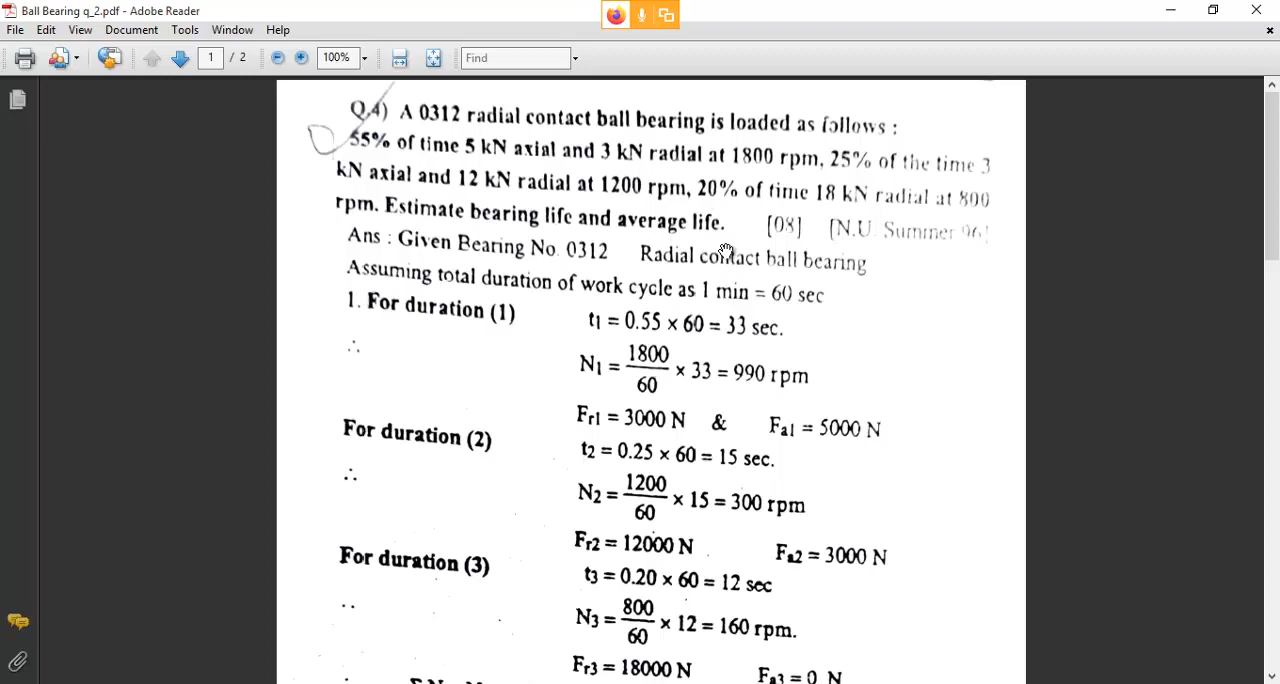 Ball Bearing q_2.pdf - Adobe Reader
File Edit View Document Tools Window Help
1 / 2 100% Find
Q.4) A 0312 radial contact ball bearing is loaded as follows :
55% of time 5 kN axial and 3 kN radial at 1800 rpm, 25% of the time 3
kN axial and 12 kN radial at 1200 rpm, 20% of time 18 kN radial at 800
rpm. Estimate bearing life and average life. [08] [N.U. Summer 96]
Ans : Given Bearing No. 0312 Radial contact ball bearing
Assuming total duration of work cycle as 1 min = 60 sec
1. For duration (1) t1 = 0.55 × 60 = 33 sec.
∴ N1 = 1800/60 × 33 = 990 rpm
Fr1 = 3000 N & Fa1 = 5000 N
For duration (2) t2 = 0.25 × 60 = 15 sec.
∴ N2 = 1200/60 × 15 = 300 rpm
Fr2 = 12000 N Fa2 = 3000 N
For duration (3) t3 = 0.20 × 60 = 12 sec
N3 = 800/60 × 12 = 160 rpm.
Fr3 = 18000 N Fa3 = 0 N